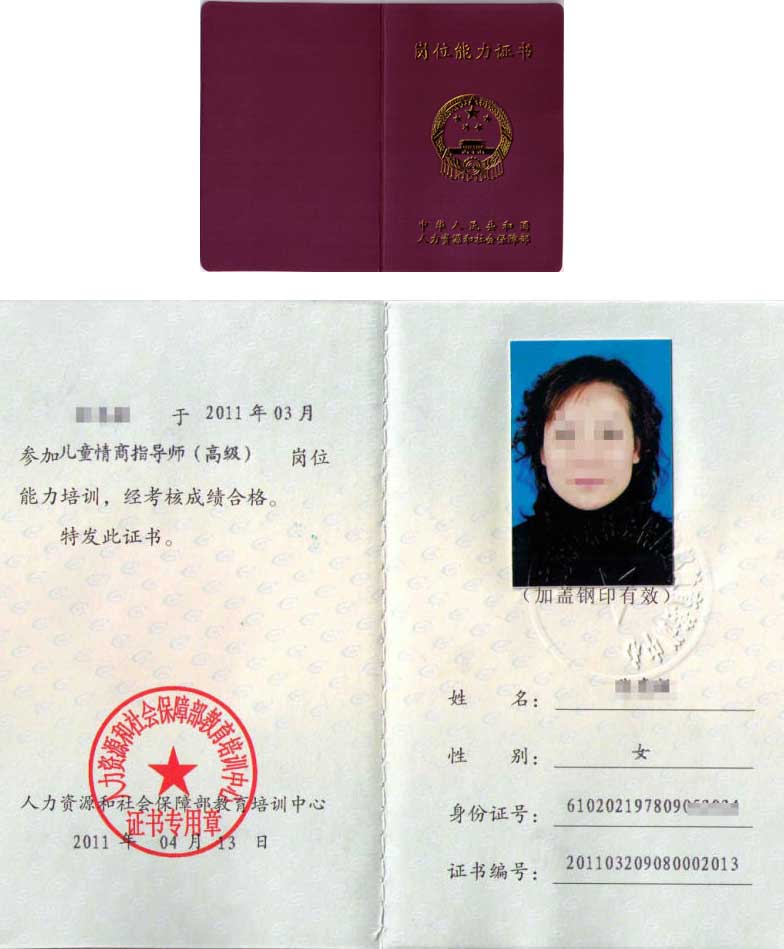 岗位能力证书
中华人民共和国
人力资源和社会保障部
于 2011 年 03 月
参加儿童情商指导师（高级） 岗位
能力培训，经考核成绩合格。
特发此证书。
人力资源和社会保障部教育培训中心
证书专用章
人力资源和社会保障部教育培训中心
2011 年 04 月 13 日
（加盖钢印有效）
姓 名：
性 别： 女
身份证号： 610202197809
证书编号： 201103209080002013